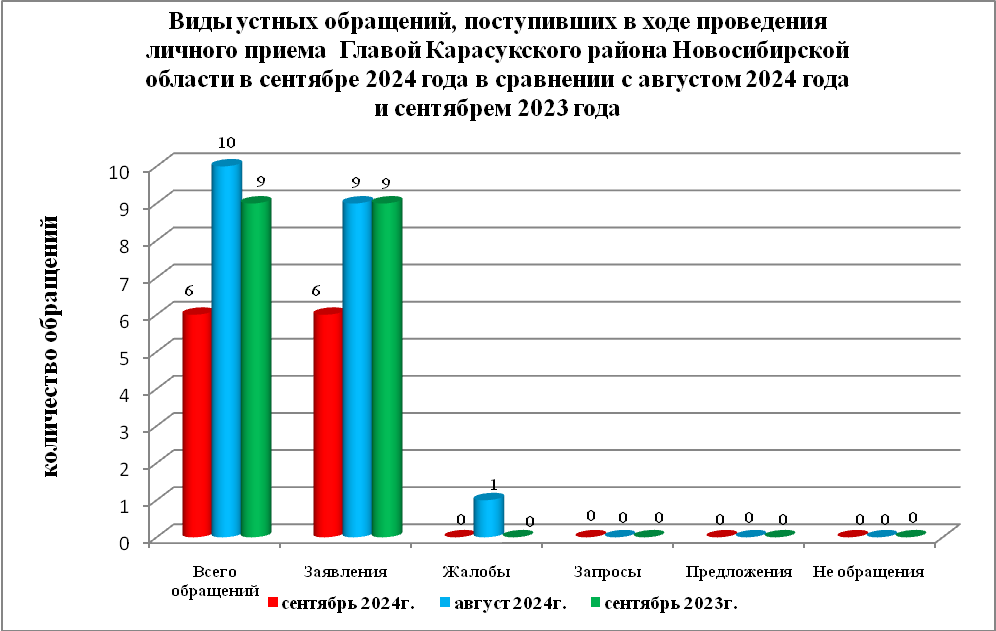 Виды устных обращений, поступивших в ходе проведения
личного приема Главой Карасукского района Новосибирской
области в сентябре 2024 года в сравнении с августом 2024 года
и сентябрем 2023 года
количество обращений
10
9
8
7
6
5
4
3
2
1
0
6 10 9
6 9 9
0 1 0
0 0 0
0 0 0
0 0 0
Всего
обращений
Заявления
Жалобы
Запросы
Предложения
Не обращения
сентябрь 2024г. август 2024г. сентябрь 2023г.